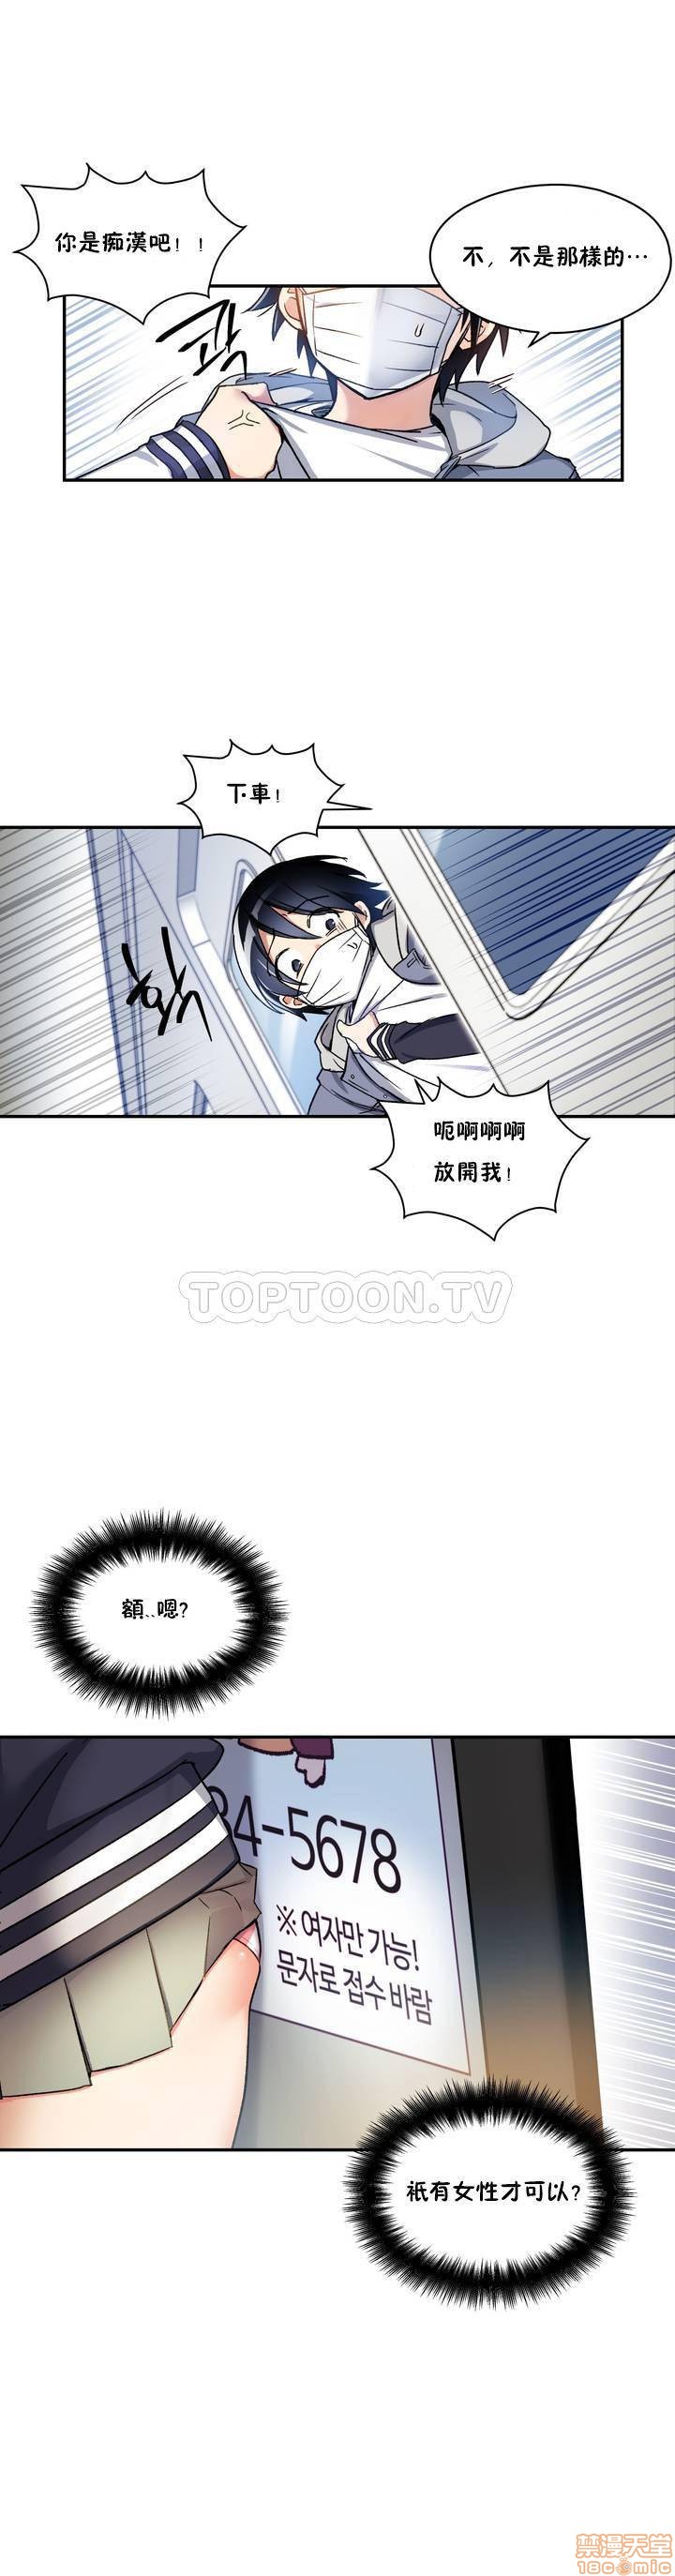 你是痴漢吧！！
不，不是那樣的…
콱
下車！
呃啊啊啊
放開我！
TOPTOON.TV
額..嗯?
34-5678
※ 여자만 가능!
문자로 접수 바람
衹有女性才可以?
禁漫天堂
18comic